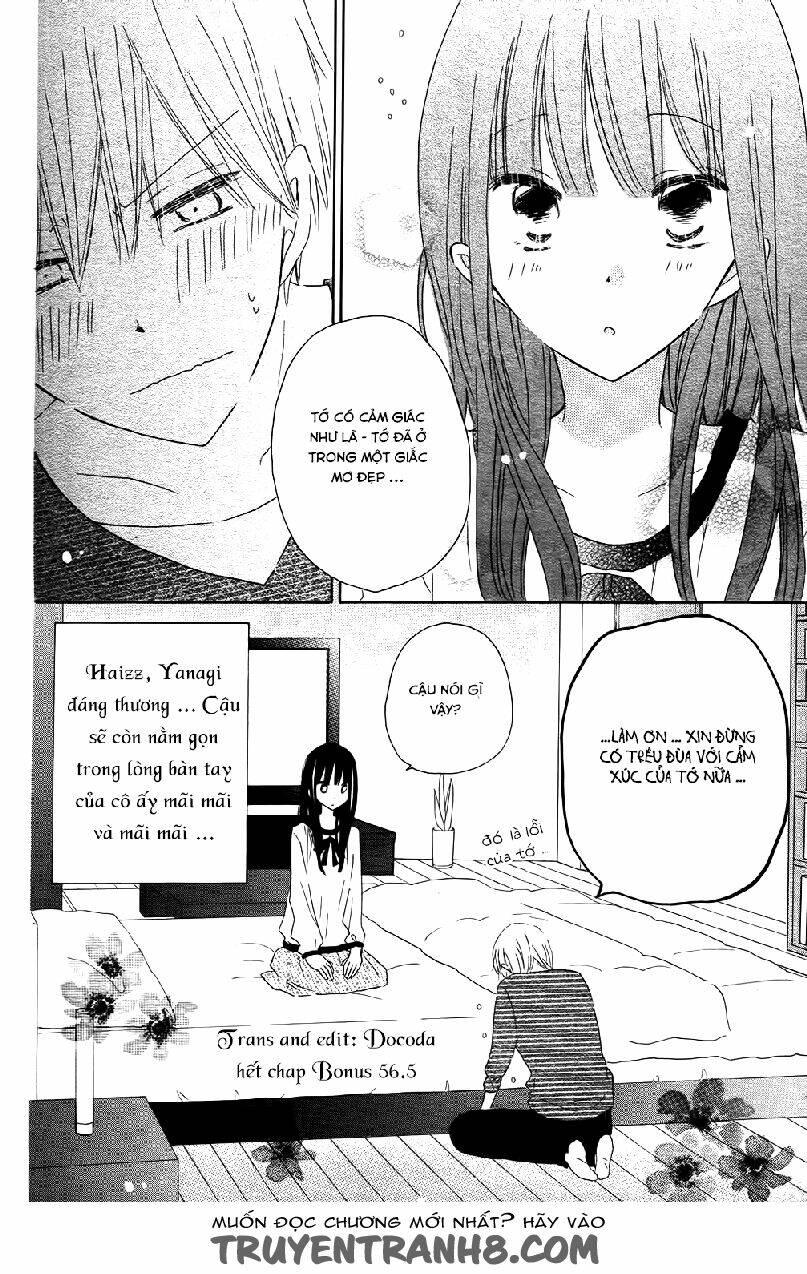 TỚ CÓ CẢM GIÁC
NHƯ LÀ - TỚ ĐÃ Ở
TRONG MỘT GIẤC
MƠ ĐẸP ...
Haizz, Yanagi
đáng thương ... Cậu
sẽ còn nằm gọn
trong lòng bàn tay
của cô ấy mãi mãi
và mãi mãi ...
CẬU NÓI GÌ
VẬY?
...LÀM ƠN ... XIN ĐỪNG
CÓ TRÊU ĐÙA VỚI CẢM
XÚC CỦA TỚ NỮA ...
đó là lỗi
của tớ ...
Trans and edit: Docoda
hết chap Bonus 56.5
MUỐN ĐỌC CHƯƠNG MỚI NHẤT? HÃY VÀO
TRUYENTRANH8.COM